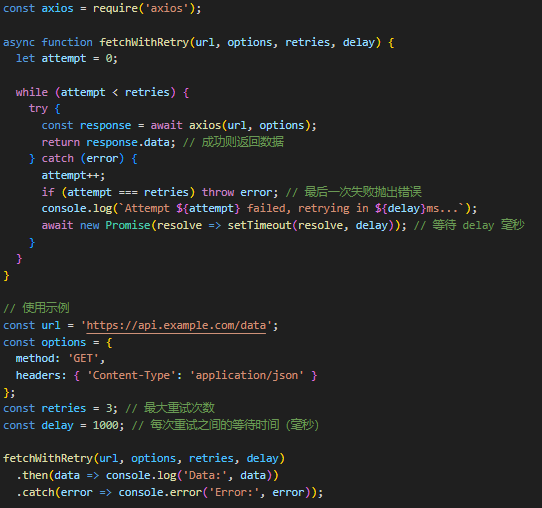 const axios = require('axios');
async function fetchWithRetry(url, options, retries, delay) {
  let attempt = 0;
  while (attempt < retries) {
    try {
      const response = await axios(url, options);
      return response.data; // 成功则返回数据
    } catch (error) {
      attempt++;
      if (attempt === retries) throw error; // 最后一次失败抛出错误
      console.log(`Attempt ${attempt} failed, retrying in ${delay}ms...`);
      await new Promise(resolve => setTimeout(resolve, delay)); // 等待 delay 毫秒
    }
  }
}
// 使用示例
const url = 'https://api.example.com/data';
const options = {
  method: 'GET',
  headers: { 'Content-Type': 'application/json' }
};
const retries = 3; // 最大重试次数
const delay = 1000; // 每次重试之间的等待时间（毫秒）
fetchWithRetry(url, options, retries, delay)
  .then(data => console.log('Data:', data))
  .catch(error => console.error('Error:', error));